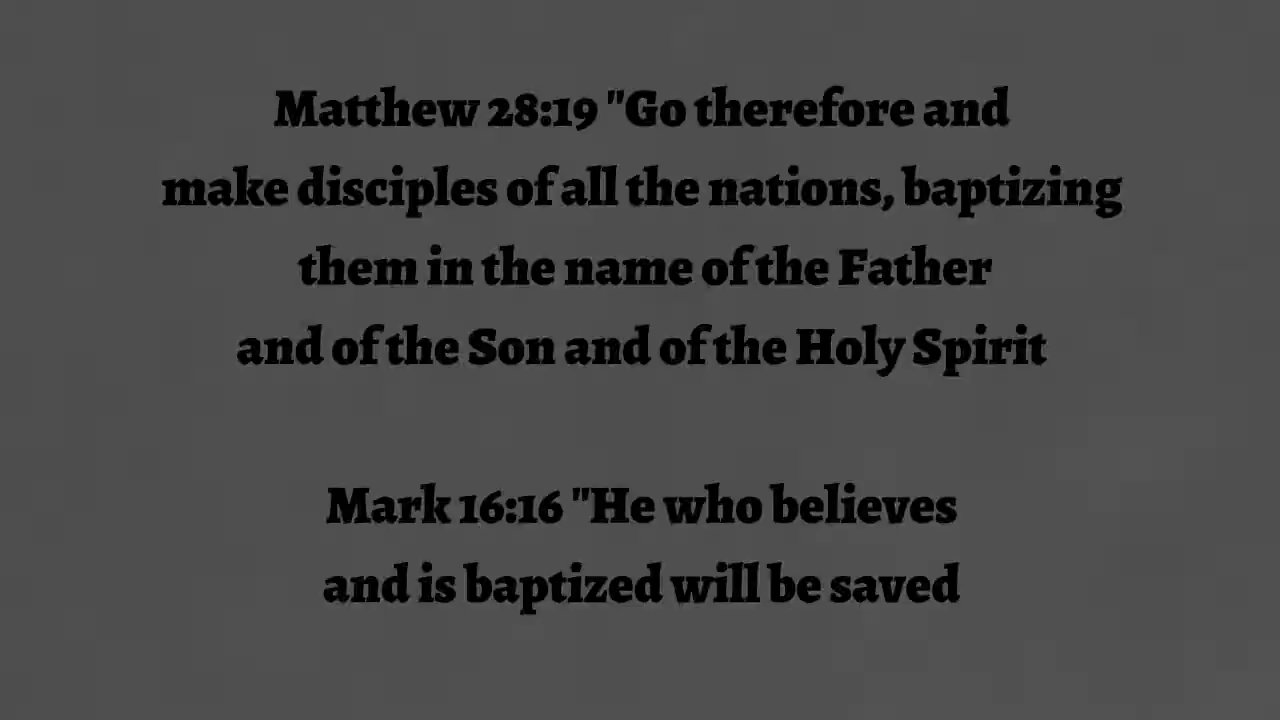 Matthew 28:19 "Go therefore and
make disciples of all the nations, baptizing
them in the name of the Father
and of the Son and of the Holy Spirit
Mark 16:16 "He who believes
and is baptized will be saved